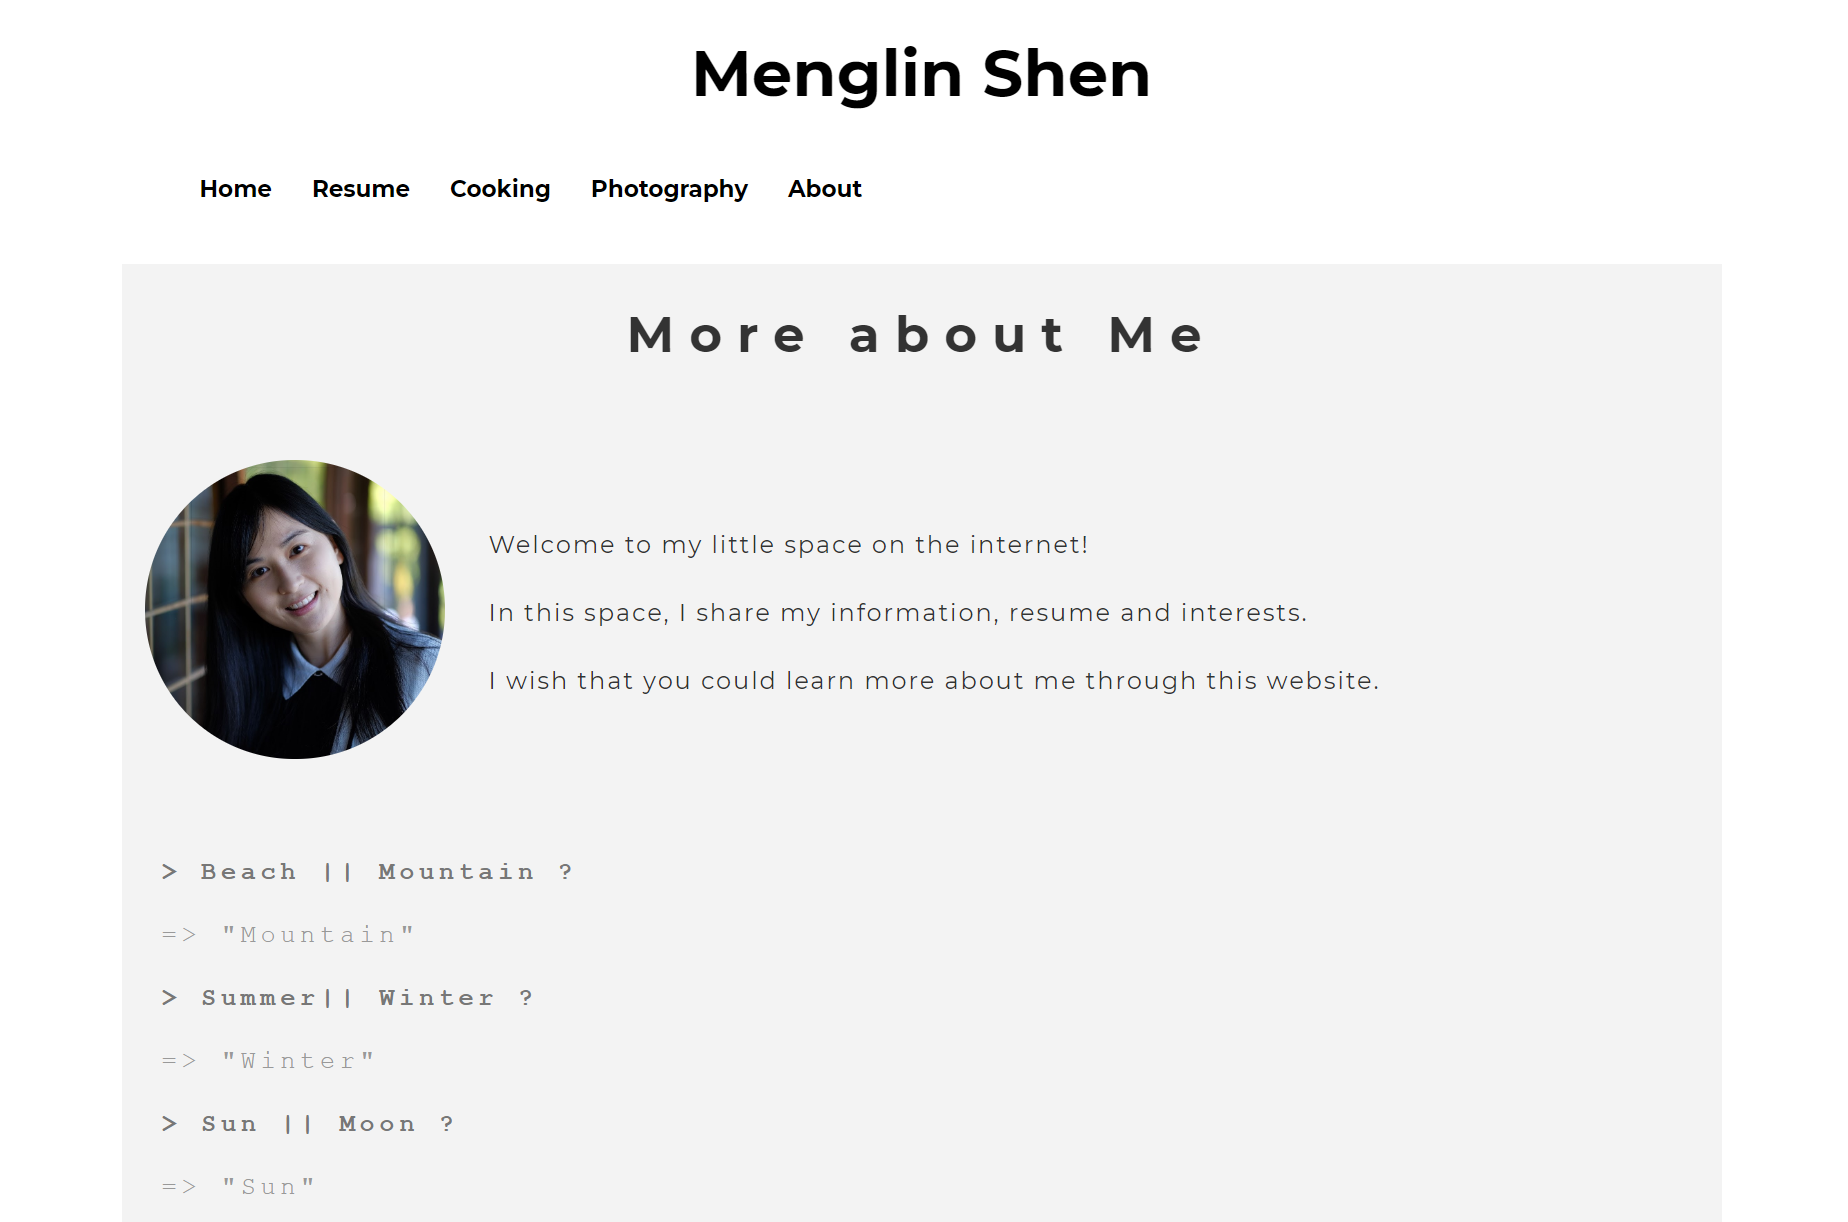 Menglin Shen
Home Resume Cooking Photography About
More about Me
Welcome to my little space on the internet!
In this space, I share my information, resume and interests.
I wish that you could learn more about me through this website.
> Beach || Mountain ?
=> "Mountain"
> Summer|| Winter ?
=> "Winter"
> Sun || Moon ?
=> "Sun"